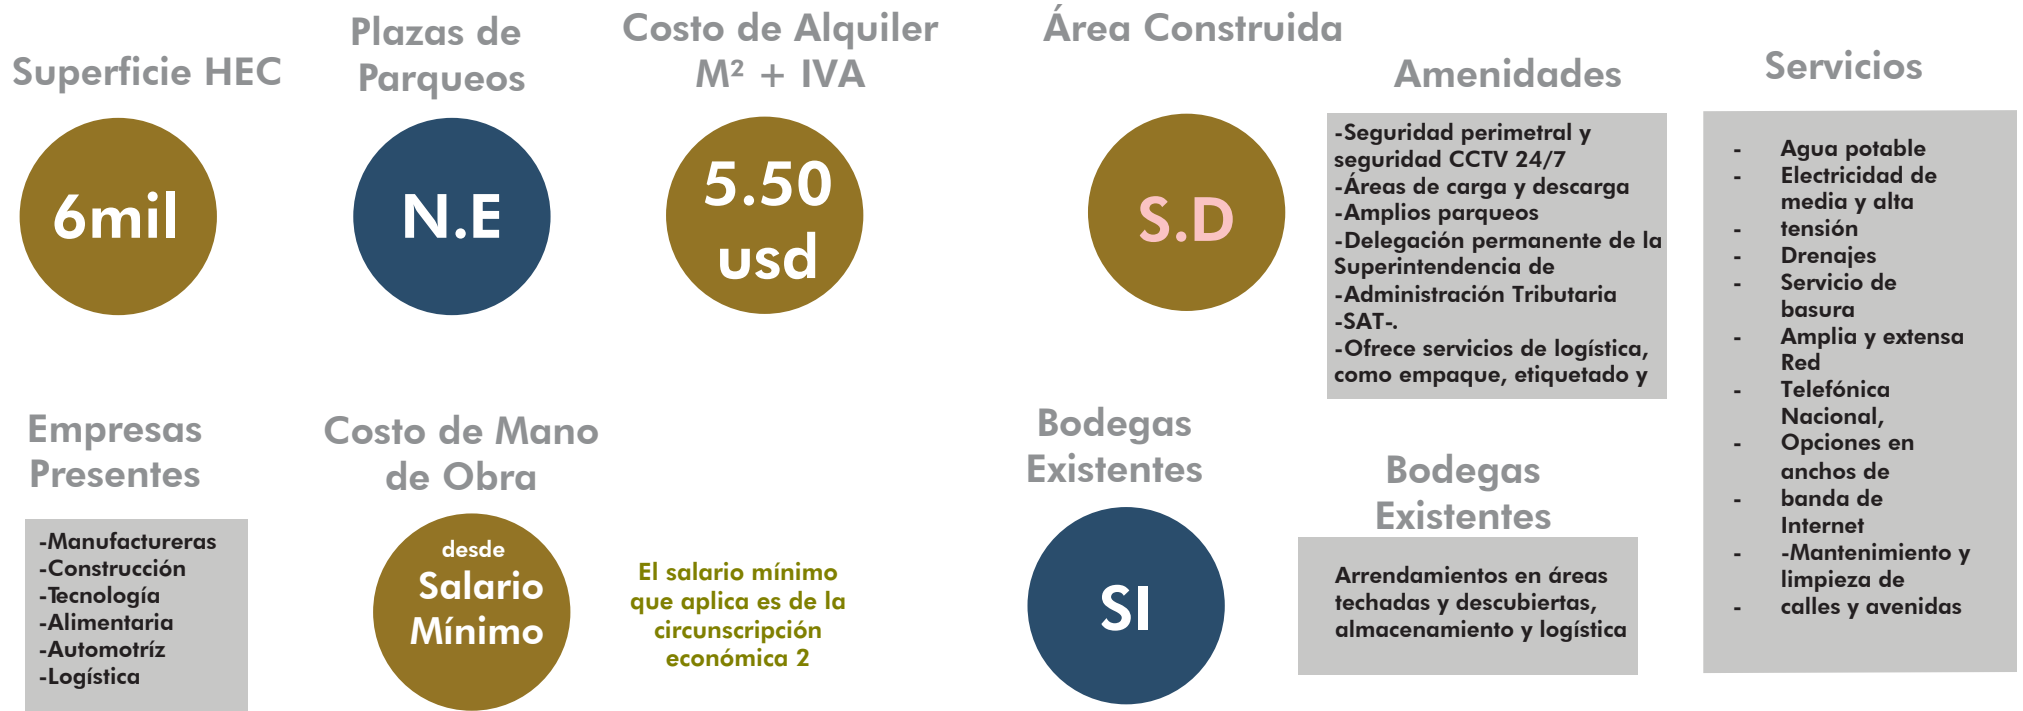 Superficie HEC
6mil
Plazas de
Parqueos
N.E
Costo de Alquiler
M² + IVA
5.50
usd
Área Construida
S.D
Amenidades
-Seguridad perimetral y
seguridad CCTV 24/7
-Áreas de carga y descarga
-Amplios parqueos
-Delegación permanente de la
Superintendencia de
-Administración Tributaria
-SAT-.
-Ofrece servicios de logística,
como empaque, etiquetado y
Servicios
- Agua potable
- Electricidad de
media y alta
- tensión
- Drenajes
- Servicio de
basura
- Amplia y extensa
Red
- Telefónica
Nacional,
- Opciones en
anchos de
- banda de
Internet
- -Mantenimiento y
limpieza de
- calles y avenidas
Empresas
Presentes
-Manufactureras
-Construcción
-Tecnología
-Alimentaria
-Automotríz
-Logística
Costo de Mano
de Obra
desde
Salario
Mínimo
El salario mínimo
que aplica es de la
circunscripción
económica 2
Bodegas
Existentes
SI
Bodegas
Existentes
Arrendamientos en áreas
techadas y descubiertas,
almacenamiento y logística